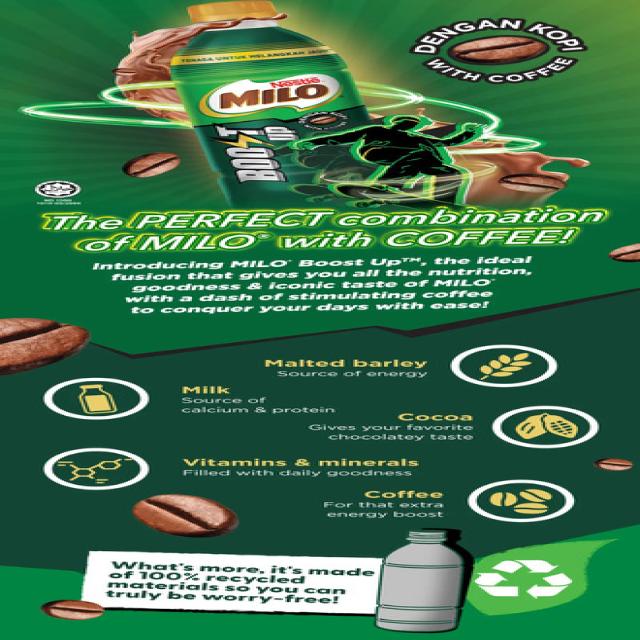 DENGAN KOPI
WITH COFFEE
TENAGA UNTUK MELANGKAH JAUH
Nestlé
MILO
BOOST
UP
The PERFECT combination
of MILO® with COFFEE!
Introducing MILO® Boost Up™, the ideal
fusion that gives you all the nutrition,
goodness & iconic taste of MILO®
with a dash of stimulating coffee
to conquer your days with ease!
Malted barley
Source of energy
Milk
Source of
calcium & protein
Cocoa
Gives your favorite
chocolatey taste
Vitamins & minerals
Filled with daily goodness
Coffee
For that extra
energy boost
What's more, it's made
of 100% recycled
materials so you can
truly be worry-free!